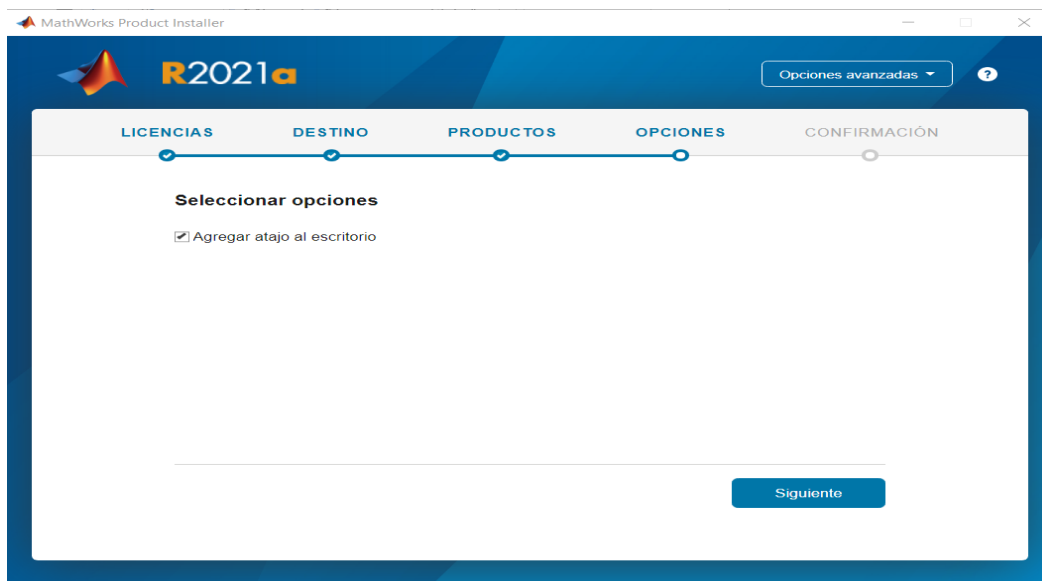 MathWorks Product Installer
R2021a
Opciones avanzadas
?
LICENCIAS DESTINO PRODUCTOS OPCIONES CONFIRMACIÓN
Seleccionar opciones
Agregar atajo al escritorio
Siguiente